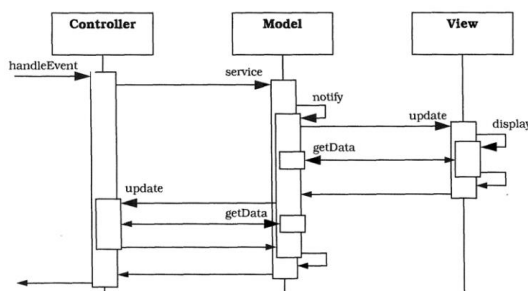 Controller
Model
View
handleEvent
service
notify
update
display
getData
update
getData